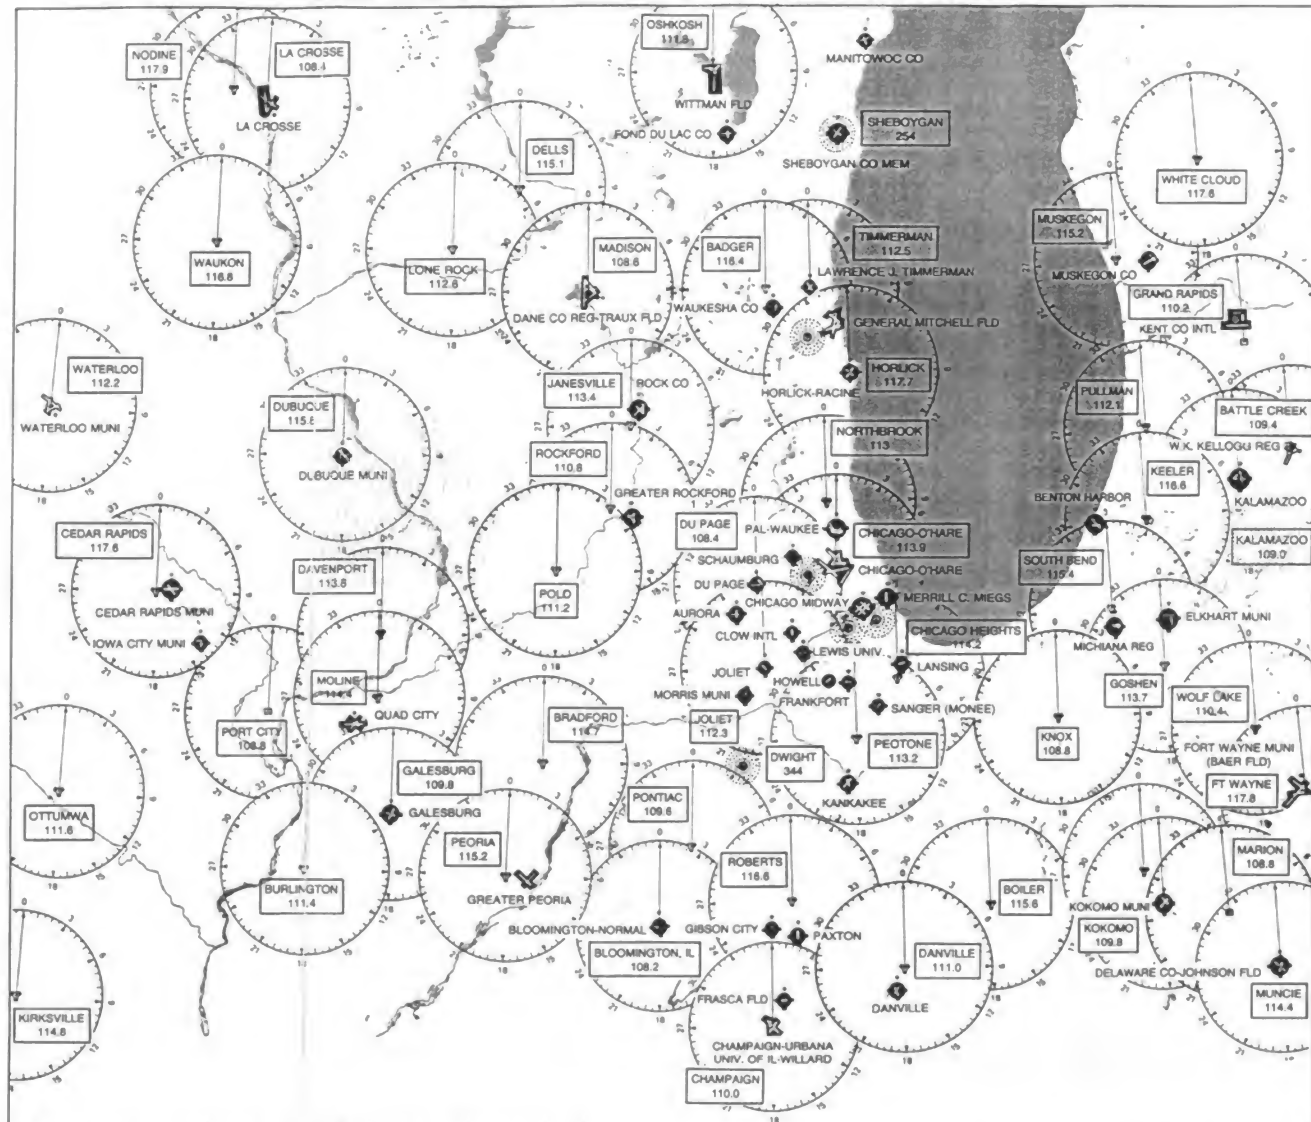 NODINE
117.9
LA CROSSE
108.4
LA CROSSE
OSHKOSH
111.8
WITTMAN FLD
FOND DU LAC CO
MANITOWOC CO
SHEBOYGAN
254
SHEBOYGAN CO MEM
DELLS
115.1
WHITE CLOUD
117.6
WAUKON
116.8
LONE ROCK
112.8
MADISON
108.6
DANE CO REG-TRAUX FLD
BADGER
116.4
TIMMERMAN
112.5
LAWRENCE J. TIMMERMAN
WAUKESHA CO
GENERAL MITCHELL FLD
MUSKEGON
115.2
MUSKEGON CO
GRAND RAPIDS
110.2
KENT CO INTL
WATERLOO
112.2
WATERLOO MUNI
DUBUQUE
115.8
DUBUQUE MUNI
JANESVILLE
113.4
ROCK CO
HORLICK
117.7
HORLICK-RACINE
PULLMAN
112.1
BATTLE CREEK
109.4
W.K. KELLOGU REG
ROCKFORD
110.8
GREATER ROCKFORD
NORTHBROOK
113
KEELER
116.6
BENTON HARBOR
KALAMAZOO
KALAMAZOO
109.0
CEDAR RAPIDS
117.6
CEDAR RAPIDS MUNI
IOWA CITY MUNI
DAVENPORT
113.8
POLO
111.2
DU PAGE
108.4
PAL-WAUKEE
CHICAGO-O'HARE
113.9
SCHAUMBURG
CHICAGO-O'HARE
DU PAGE
AURORA
CHICAGO MIDWAY
MERRILL C. MIEGS
CLOW INTL
LEWIS UNIV.
CHICAGO HEIGHTS
114.2
SOUTH BEND
115.4
ELKHART MUNI
MICHIANA REG
MOLINE
114.4
QUAD CITY
JOLIET
HOWELL
LANSING
FRANKFORT
MORRIS MUNI
SANGER (MONEE)
GOSHEN
113.7
WOLF LAKE
110.4
PORT CITY
108.8
BRADFORD
114.7
JOLIET
112.3
PEOTONE
113.2
KNOX
108.8
FORT WAYNE MUNI
(BAER FLD)
FT WAYNE
117.8
GALESBURG
109.8
GALESBURG
DWIGHT
344
KANKAKEE
OTTUMWA
111.6
PONTIAC
109.6
PEORIA
115.2
GREATER PEORIA
BURLINGTON
111.4
ROBERTS
116.6
BOILER
115.6
MARION
108.8
KOKOMO MUNI
KOKOMO
109.8
BLOOMINGTON-NORMAL
BLOOMINGTON, IL
108.2
GIBSON CITY
PAXTON
DANVILLE
111.0
DANVILLE
DELAWARE CO-JOHNSON FLD
MUNCIE
114.4
KIRKSVILLE
114.6
FRASCA FLD
CHAMPAIGN-URBANA
UNIV. OF IL-WILLARD
CHAMPAIGN
110.0